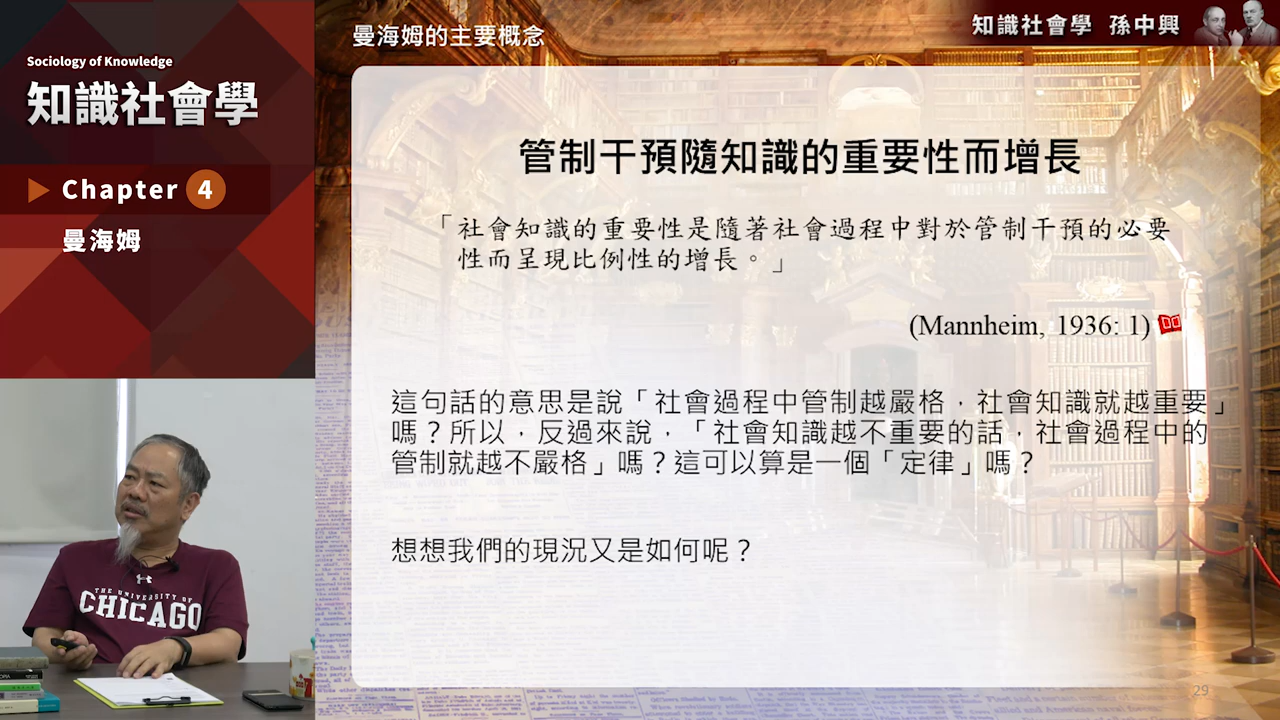 Sociology of Knowledge
知識社會學
Chapter 4
曼海姆
曼海姆的主要概念
知識社會學 孫中興
管制干預隨知識的重要性而增長
「社會知識的重要性是隨著社會過程中對於管制干預的必要
性而呈現比例性的增長。」
(Mannheim, 1936: 1)
這句話的意思是說「社會過程中管制越嚴格，社會知識就越重要」
嗎？所以，反過來說，「社會知識越不重要的話，社會過程中的
管制就越不嚴格」嗎？這可以算是一個「定律」嗎？
想想我們的現況又是如何呢？
29
THE UNIVERSITY OF
CHICAGO